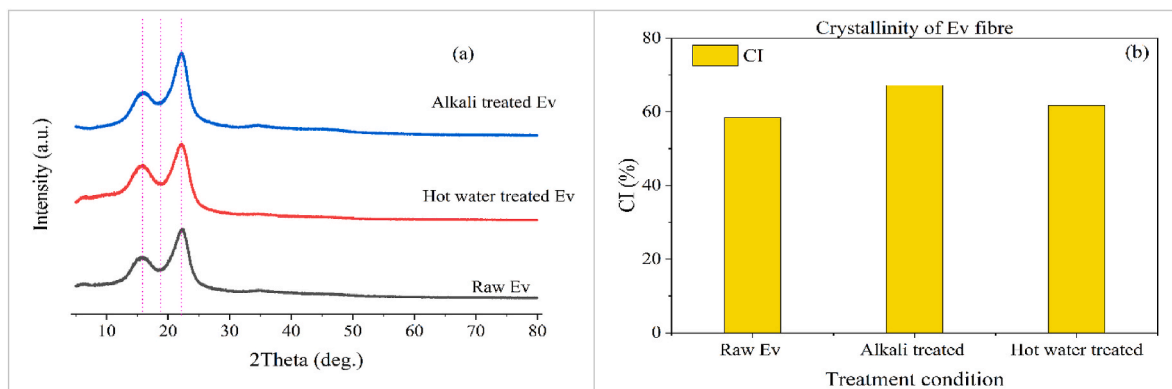 (a)
Alkali treated Ev
Hot water treated Ev
Raw Ev
Intensity (a.u.)
10 20 30 40 50 60 70 80
2Theta (deg.)
Crystallinity of Ev fibre
(b)
CI
80
60
40
20
0
CI (%)
Raw Ev Alkali treated Hot water treated
Treatment condition